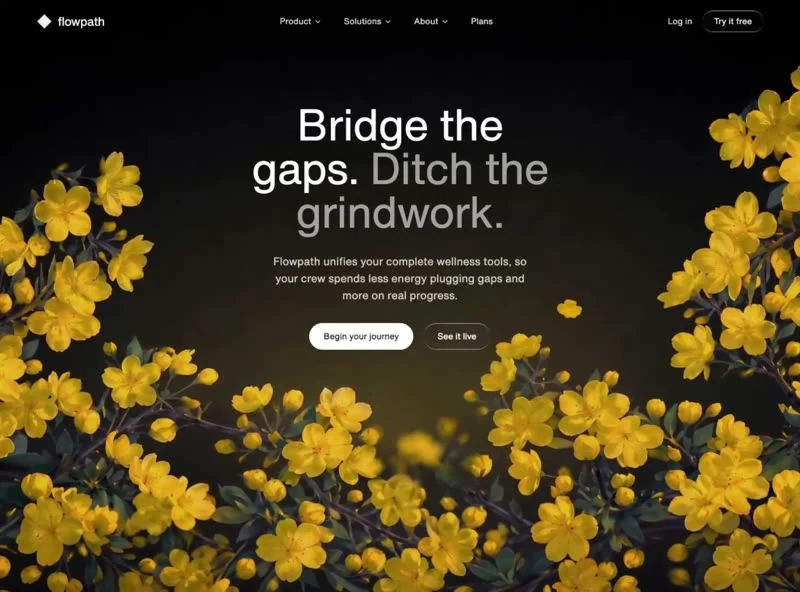 flowpath
Product
Solutions
About
Plans
Log in
Try it free
Bridge the
gaps. Ditch the
grindwork.
Flowpath unifies your complete wellness tools, so
your crew spends less energy plugging gaps and
more on real progress.
Begin your journey
See it live